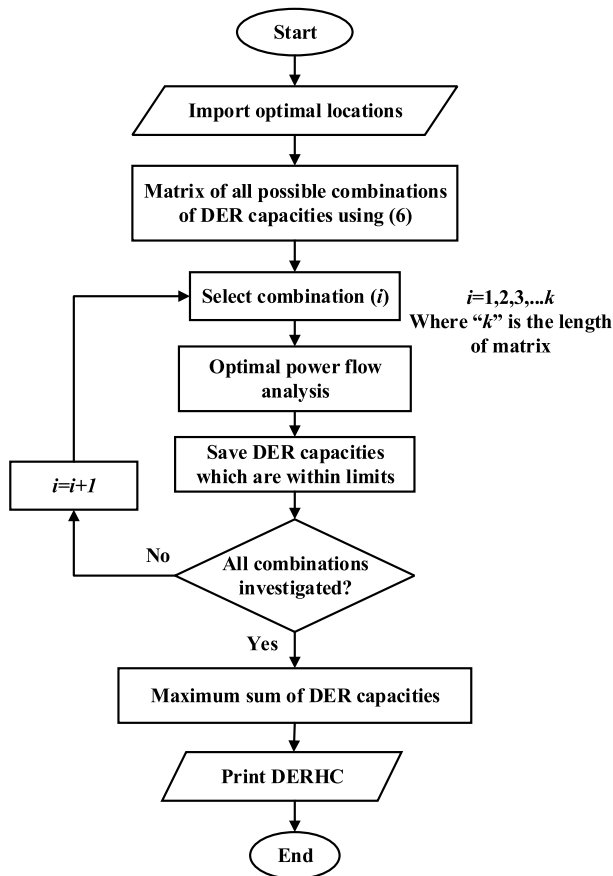 Start
Import optimal locations
Matrix of all possible combinations
of DER capacities using (6)
Select combination (i)
i=1,2,3,...k
Where “k” is the length
of matrix
Optimal power flow
analysis
Save DER capacities
which are within limits
i=i+1
No
All combinations
investigated?
Yes
Maximum sum of DER capacities
Print DERHC
End